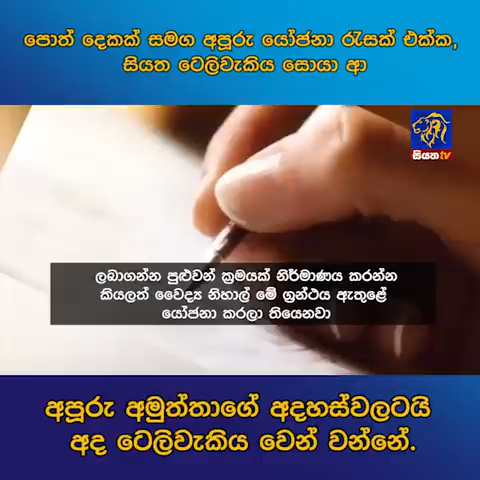 පොත් දෙකක් සමග අපූරු යෝජනා රැසක් එක්ක,
සියත ටෙලිවැකිය සොයා ආ
සියත tv
ලබාගන්න පුළුවන් ක්‍රමයක් නිර්මාණය කරන්න
කියලත් වෛද්‍ය නිහාල් මේ ග්‍රන්ථය ඇතුළේ
යෝජනා කරලා තියෙනවා
අපූරු අමුත්තාගේ අදහස්වලටයි
අද ටෙලිවැකිය වෙන් වන්නේ.